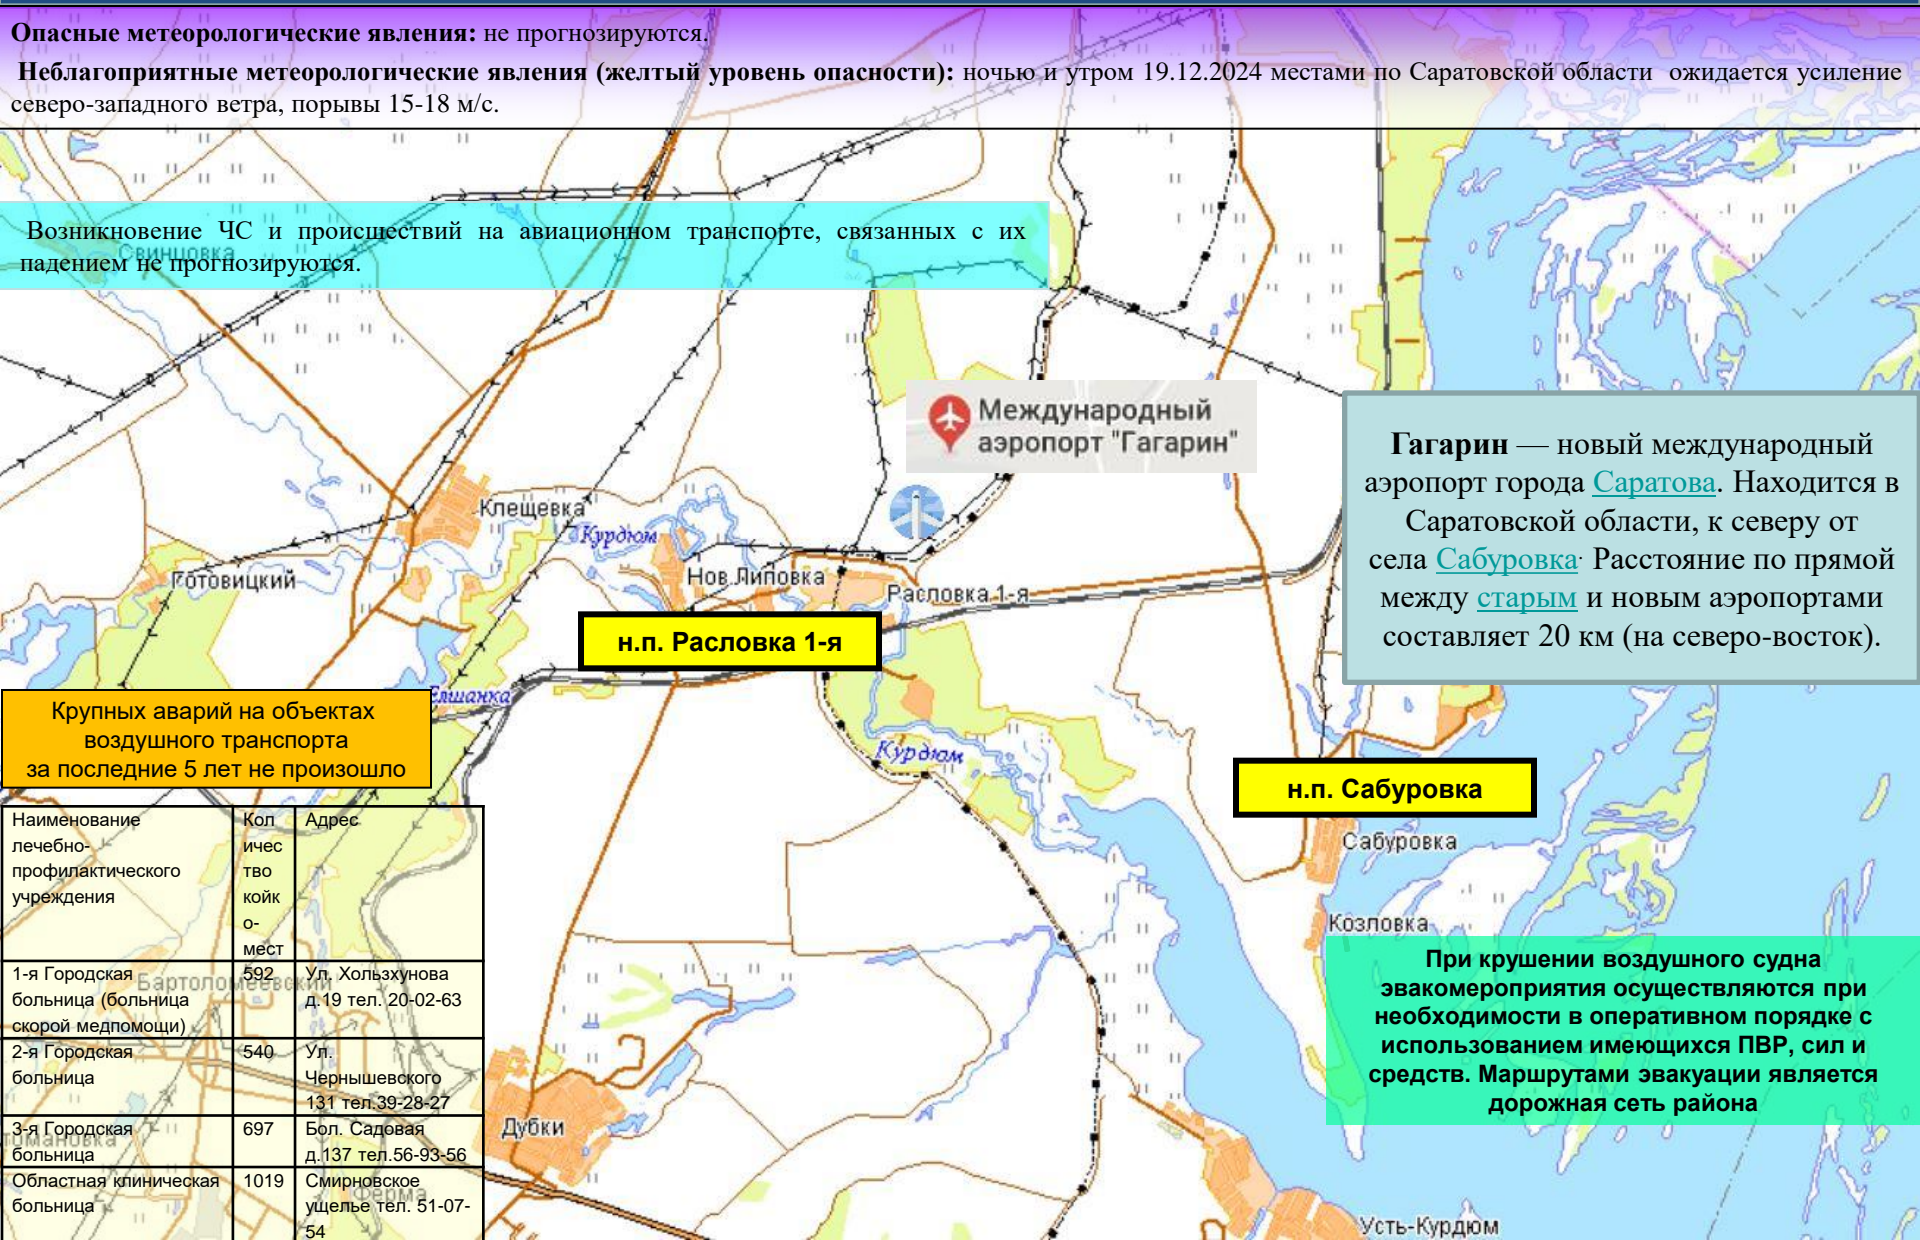 Опасные метеорологические явления: не прогнозируются.
Неблагоприятные метеорологические явления (желтый уровень опасности): ночью и утром 19.12.2024 местами по Саратовской области ожидается усиление
северо-западного ветра, порывы 15-18 м/с.
Возникновение ЧС и происшествий на авиационном транспорте, связанных с их
падением не прогнозируются.
Свинцовка
Международный
аэропорт "Гагарин"
Гагарин — новый международный
аэропорт города Саратова. Находится в
Саратовской области, к северу от
села Сабуровка. Расстояние по прямой
между старым и новым аэропортами
составляет 20 км (на северо-восток).
Клещевка
Курдюм
Готовицкий
Нов.Липовка
Расловка 1-я
н.п. Расловка 1-я
Елшанка
Курдюм
Крупных аварий на объектах
воздушного транспорта
за последние 5 лет не произошло
н.п. Сабуровка
Сабуровка
Козловка
Наименование
лечебно-
профилактического
учреждения
Кол
ичес
тво
койк
о-
мест
Адрес
1-я Городская
больница (больница
скорой медпомощи)
592
Ул. Хользхунова
д.19 тел. 20-02-63
Бартоломеевский
2-я Городская
больница
540
Ул.
Чернышевского
131 тел.39-28-27
3-я Городская
больница
697
Бол. Садовая
д.137 тел.56-93-56
Областная клиническая
больница
1019
Смирновское
ущелье тел. 51-07-
54
Ферма
Дубки
При крушении воздушного судна
эвакомероприятия осуществляются при
необходимости в оперативном порядке с
использованием имеющихся ПВР, сил и
средств. Маршрутами эвакуации является
дорожная сеть района
Усть-Курдюм